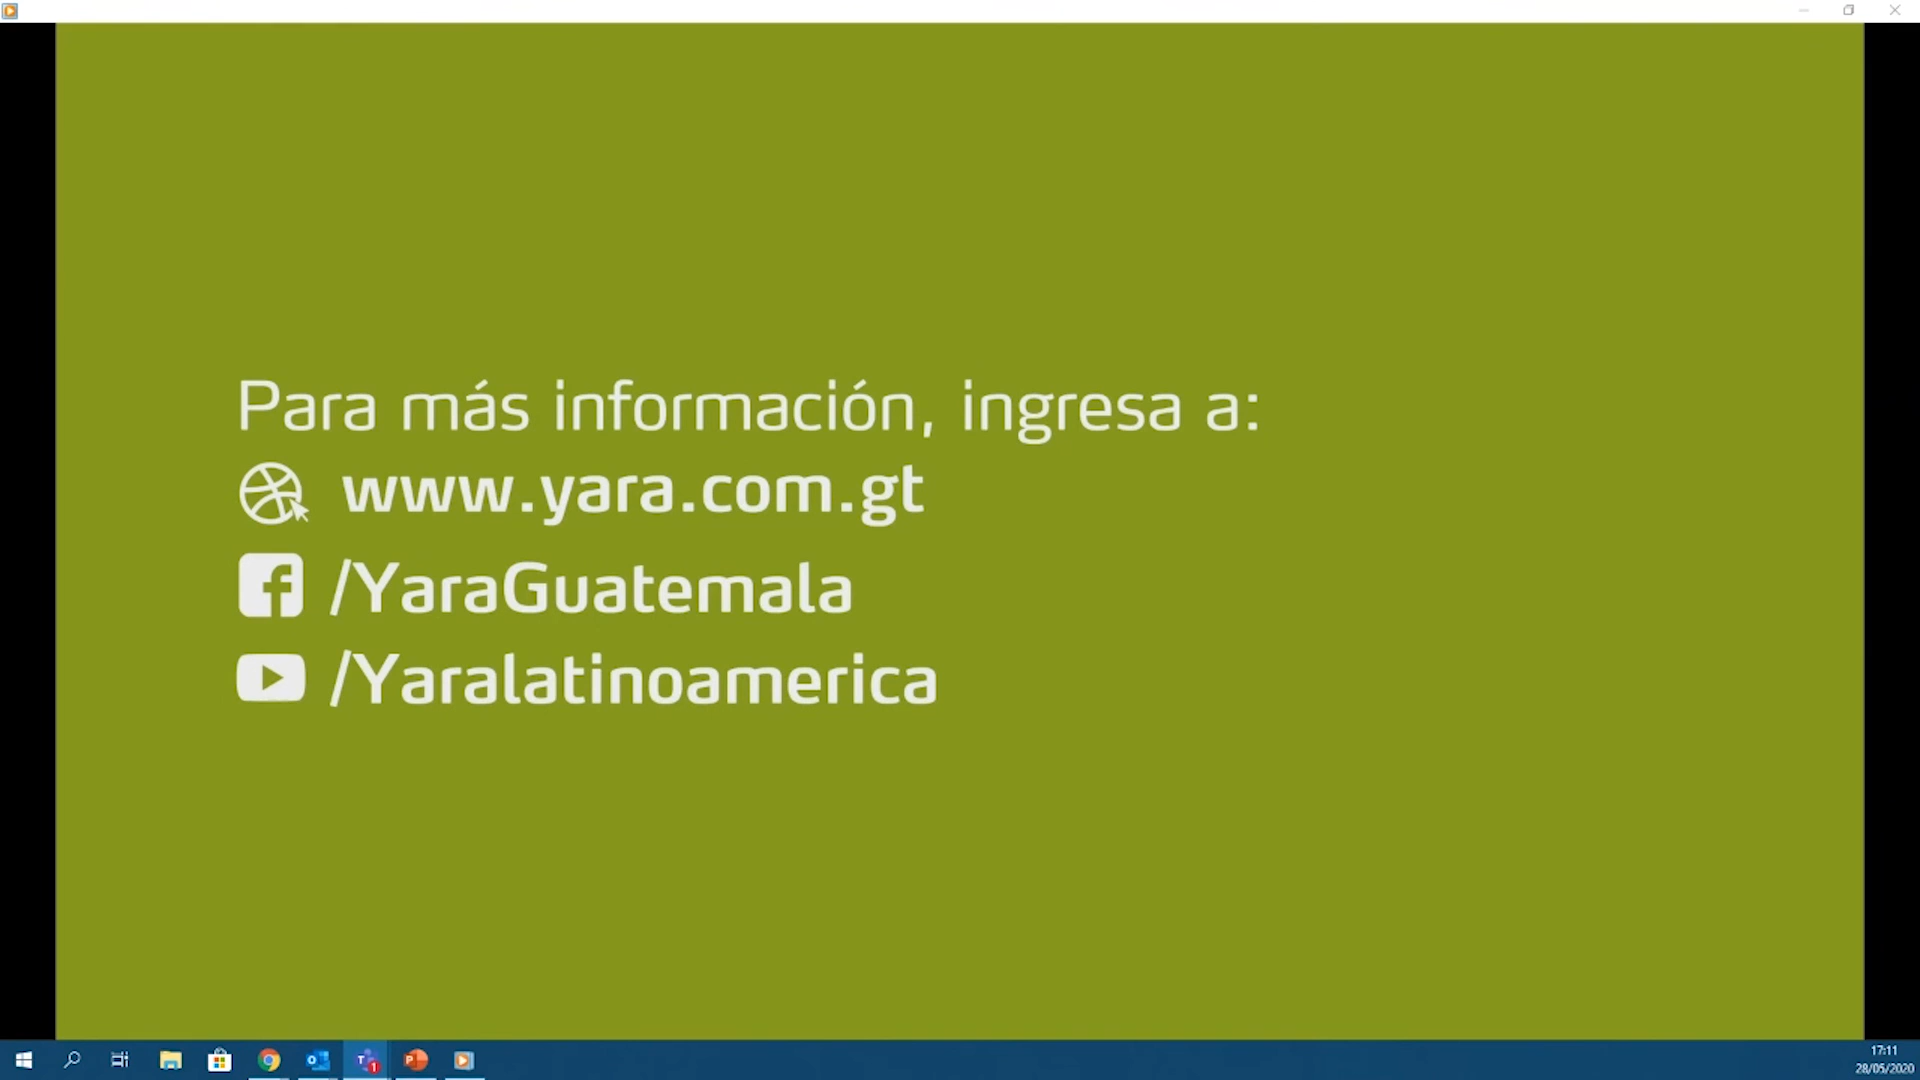 Para más información, ingresa a:
www.yara.com.gt
/YaraGuatemala
/Yaralatinoamerica
17:11
28/05/2020